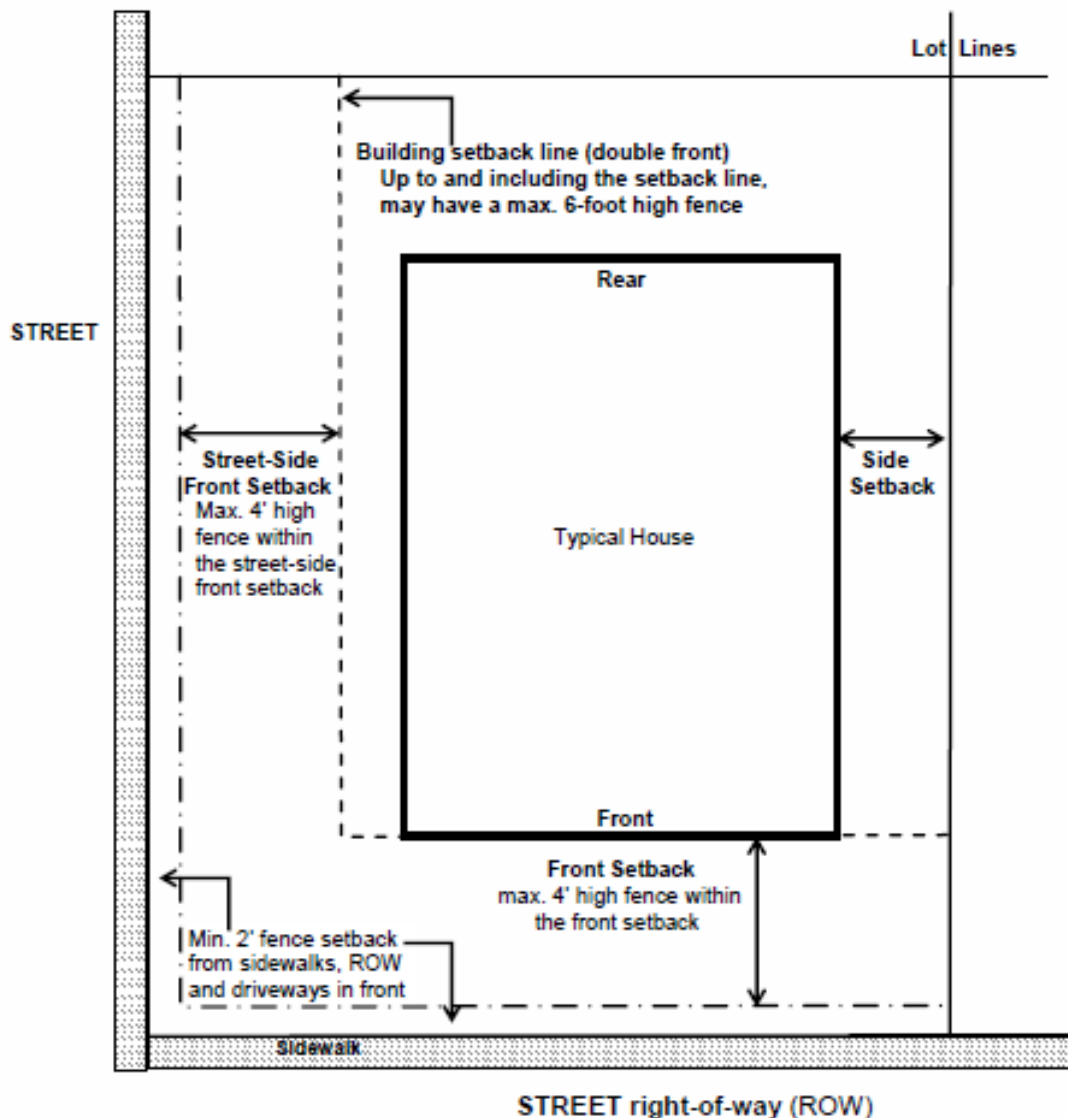 Lot Lines
Building setback line (double front)
Up to and including the setback line,
may have a max. 6-foot high fence
Rear
STREET
Street-Side
Front Setback
Max. 4' high
fence within
the street-side
front setback
Side
Setback
Typical House
Front
Front Setback
max. 4' high fence within
the front setback
Min. 2' fence setback
from sidewalks, ROW
and driveways in front
Sidewalk
STREET right-of-way (ROW)